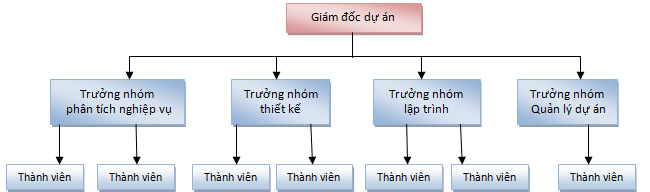 Giám đốc dự án
Trưởng nhóm
phân tích nghiệp vụ
Trưởng nhóm
thiết kế
Trưởng nhóm
lập trình
Trưởng nhóm
Quản lý dự án
Thành viên
Thành viên
Thành viên
Thành viên
Thành viên
Thành viên
Thành viên